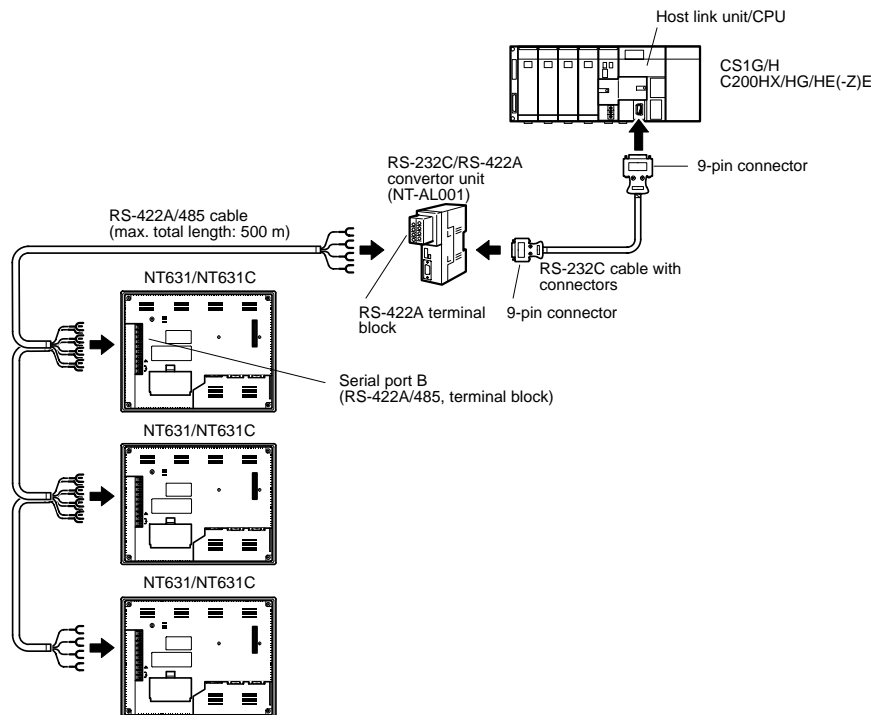 Host link unit/CPU
CS1G/H
C200HX/HG/HE(-Z)E
9-pin connector
RS-232C/RS-422A
convertor unit
(NT-AL001)
RS-422A/485 cable
(max. total length: 500 m)
RS-232C cable with
connectors
NT631/NT631C
RS-422A terminal
block
9-pin connector
Serial port B
(RS-422A/485, terminal block)
NT631/NT631C
NT631/NT631C